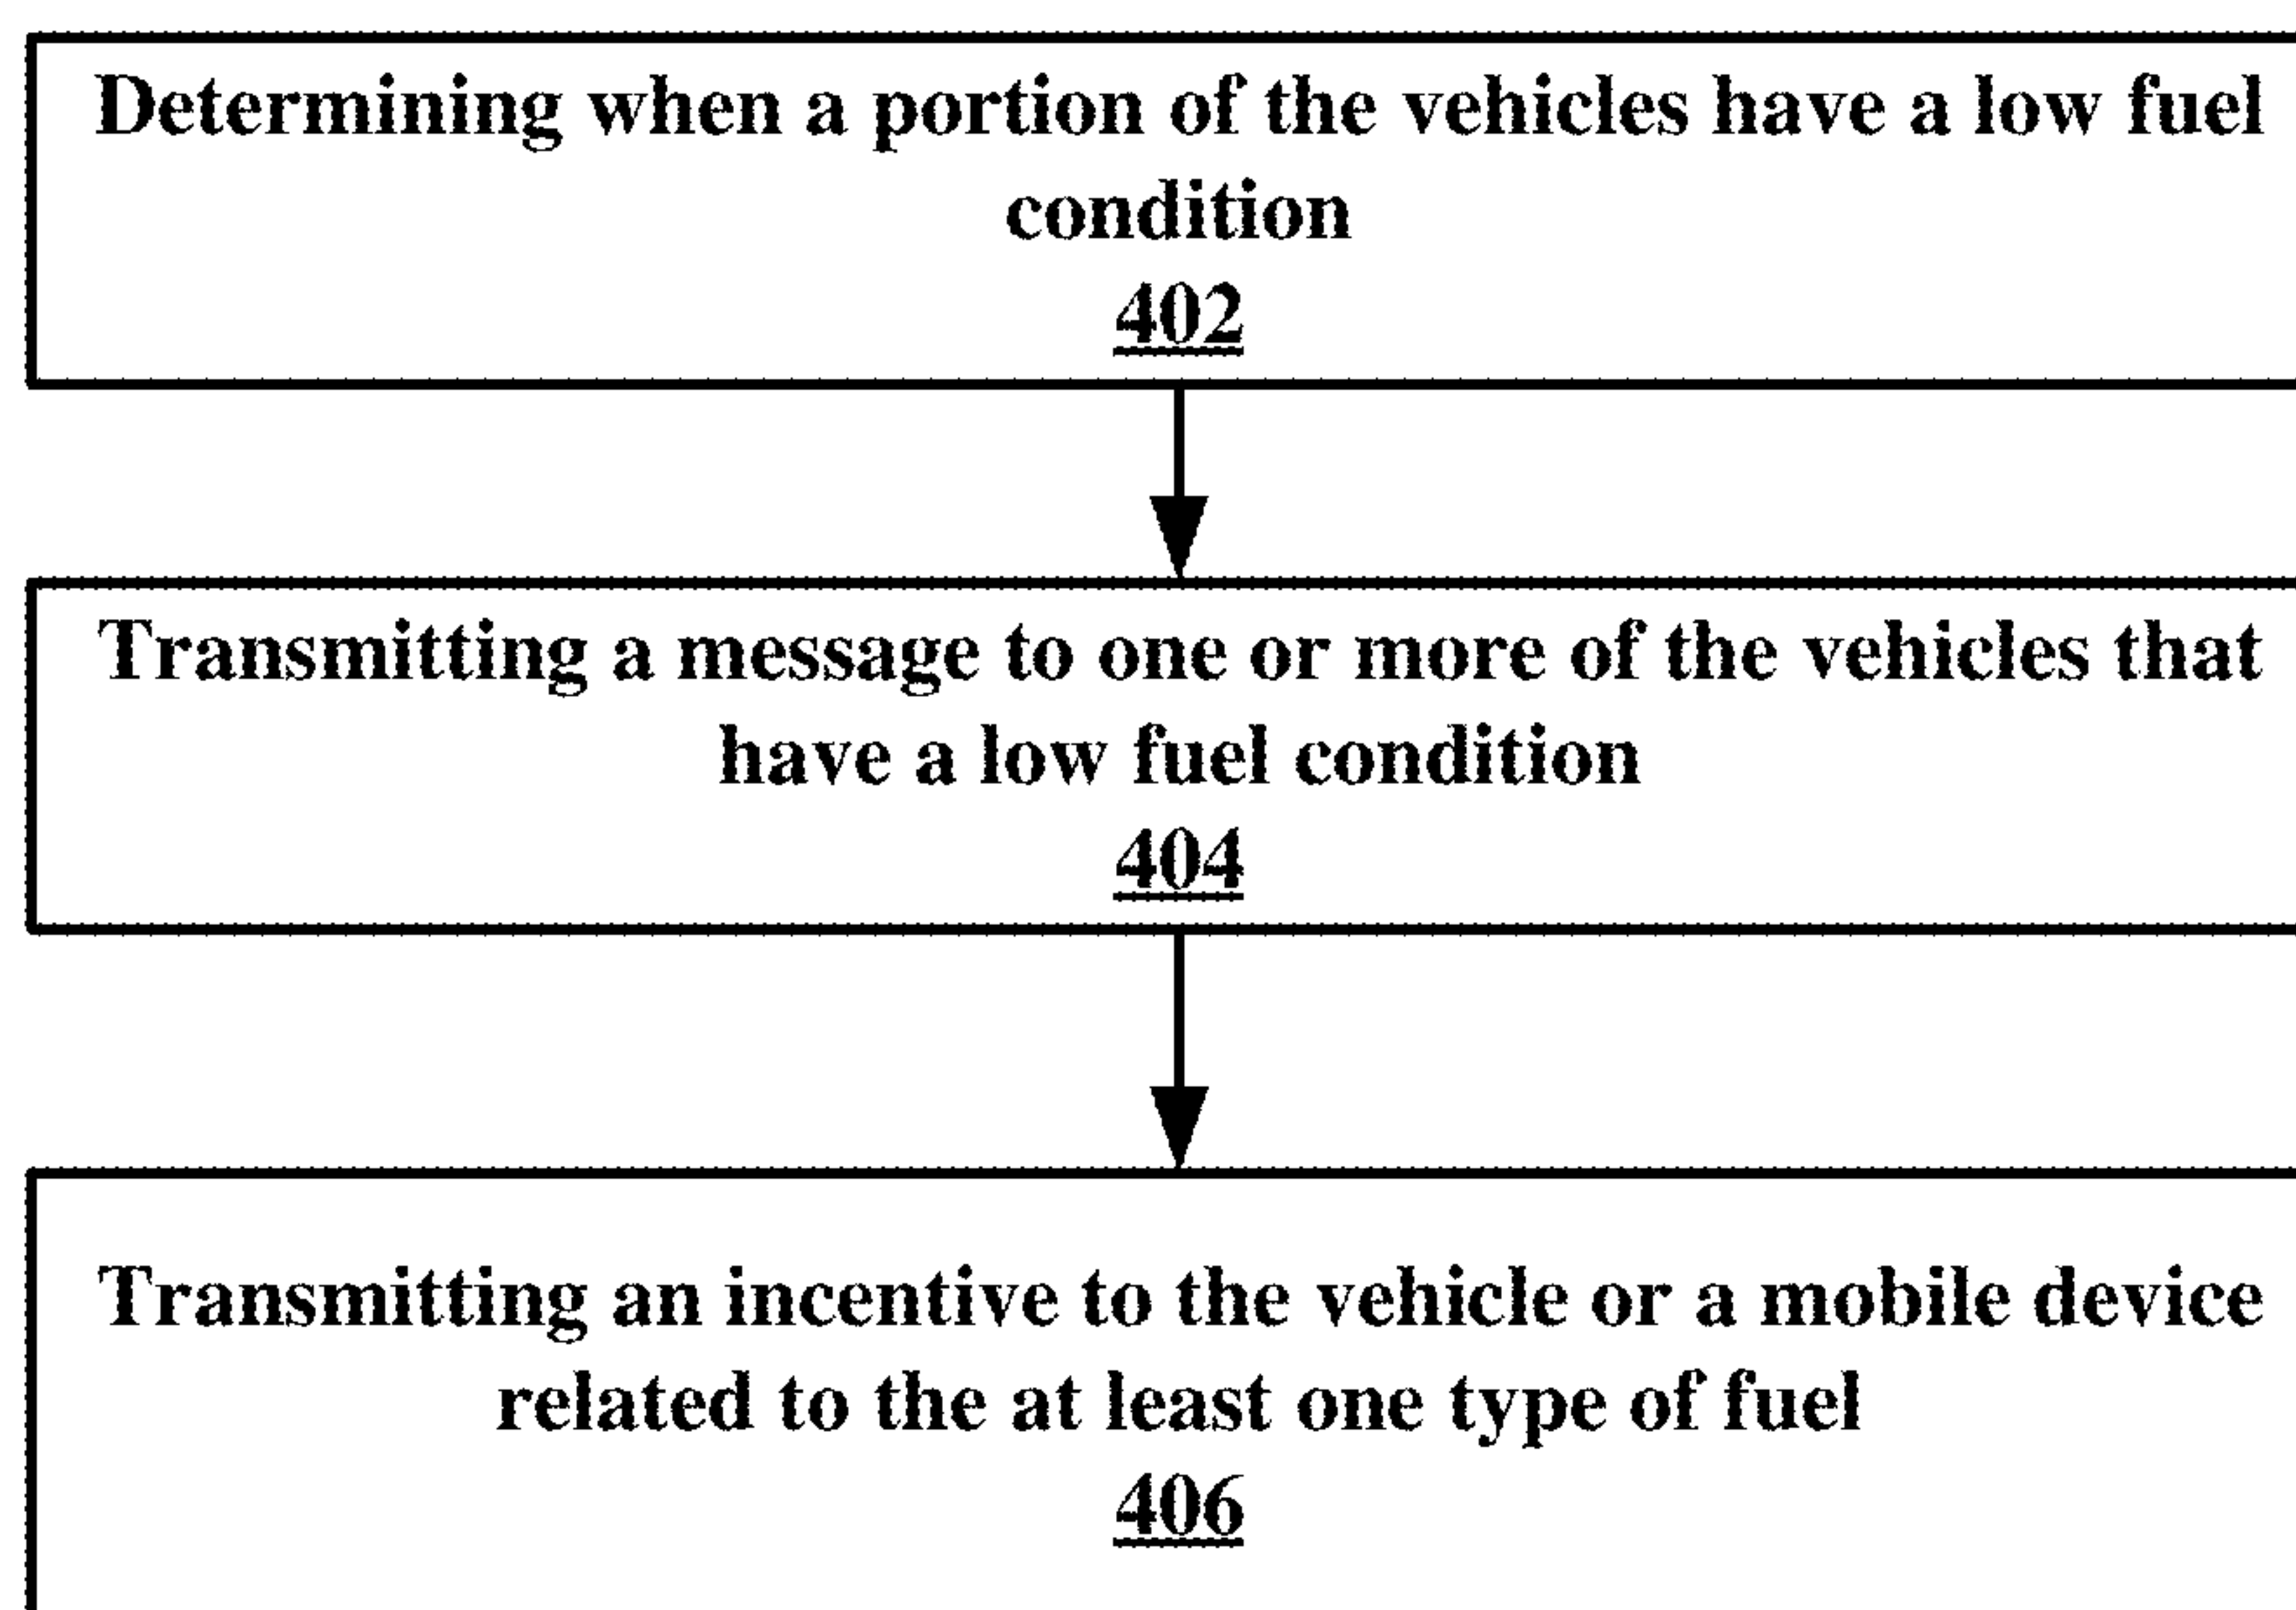 Determining when a portion of the vehicles have a low fuel
condition
402
Transmitting a message to one or more of the vehicles that
have a low fuel condition
404
Transmitting an incentive to the vehicle or a mobile device
related to the at least one type of fuel
406